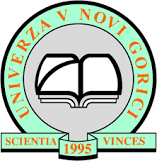 UNIVERZA V NOVI GORICI
SCIENTIA
1995
VINCES